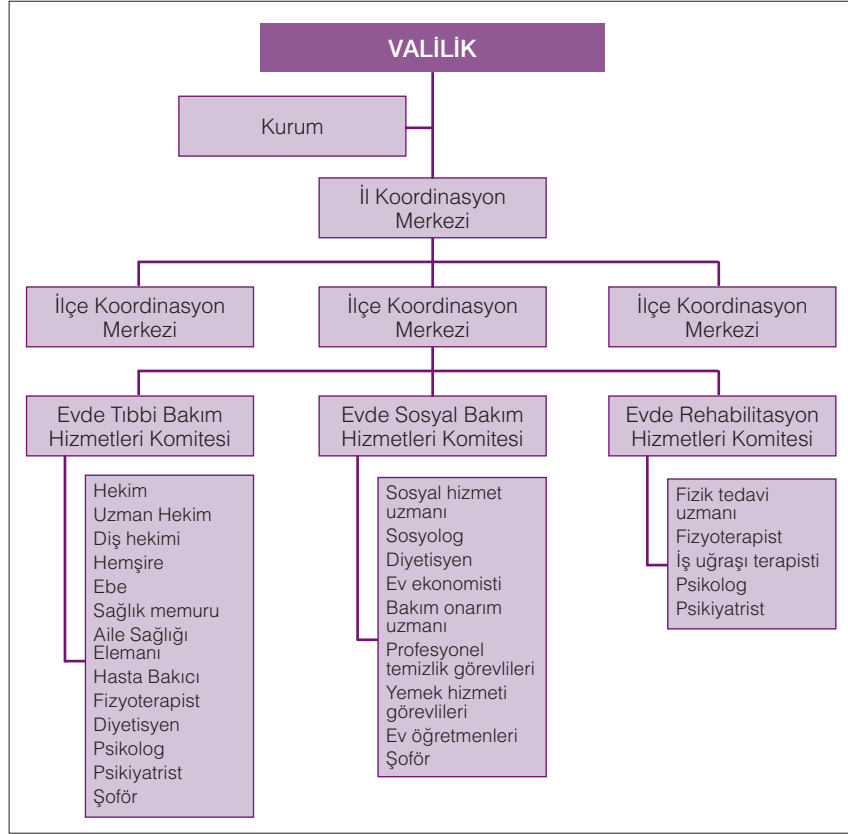 VALİLİK
Kurum
İl Koordinasyon
Merkezi
İlçe Koordinasyon
Merkezi
İlçe Koordinasyon
Merkezi
İlçe Koordinasyon
Merkezi
Evde Tıbbi Bakım
Hizmetleri Komitesi
Evde Sosyal Bakım
Hizmetleri Komitesi
Evde Rehabilitasyon
Hizmetleri Komitesi
Hekim
Uzman Hekim
Diş hekimi
Hemşire
Ebe
Sağlık memuru
Aile Sağlığı
Elemanı
Hasta Bakıcı
Fizyoterapist
Diyetisyen
Psikolog
Psikiyatrist
Şofór
Sosyal hizmet
uzmanı
Sosyolog
Diyetisyen
Ev ekonomisti
Bakım onarım
uzmanı
Profesyonel
temizlik görevlileri
Yemek hizmeti
görevlileri
Ev öğretmenleri
Şofór
Fizik tedavi
uzmanı
Fizyoterapist
İş uğraşı terapisti
Psikolog
Psikiyatrist